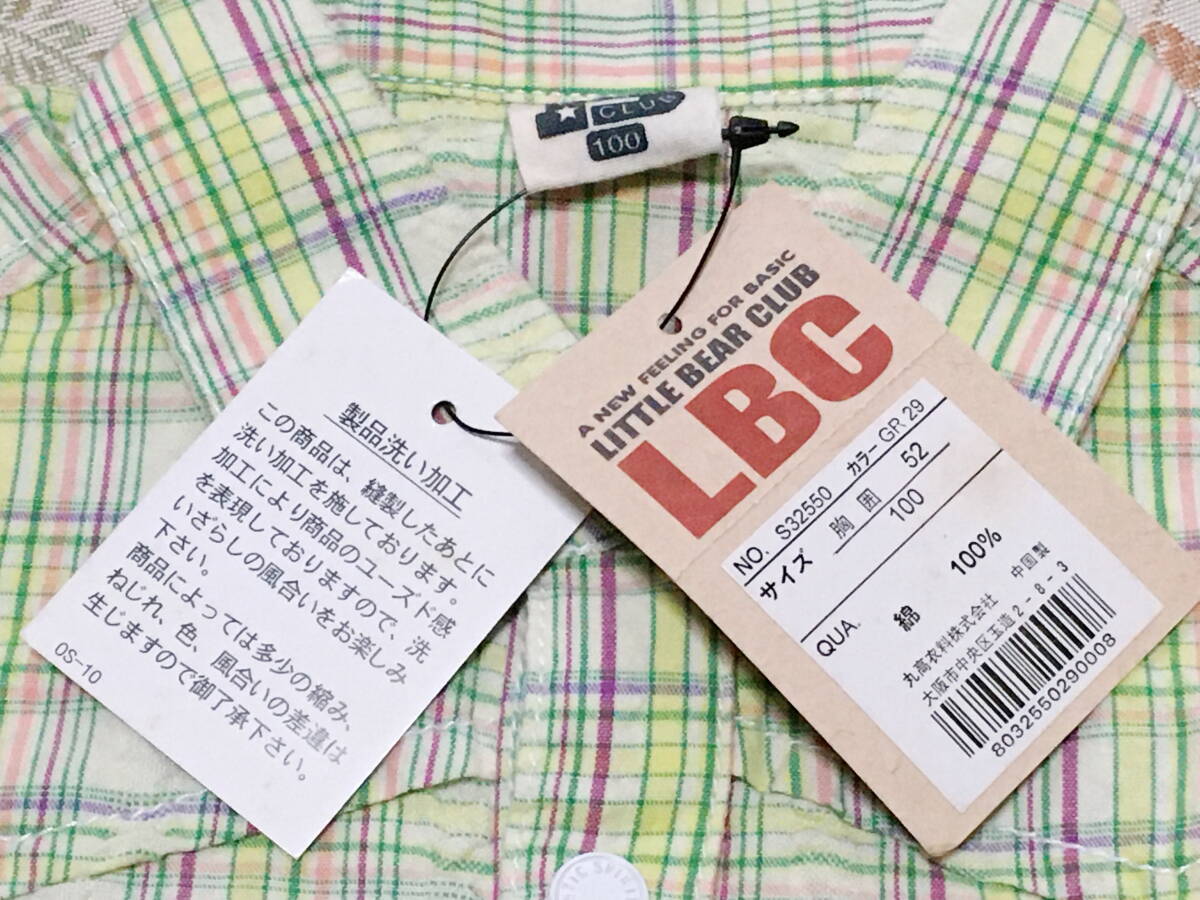 CLUB
100
製品洗い加工
この商品は、縫製したあとに
洗い加工を施しております。
加工により商品のユーズド感
を表現しておりますので、洗
いざらしの風合いをお楽しみ
下さい。
商品によっては多少の縮み、
ねじれ、色、風合いの差違は
生じますので御了承下さい。
OS-10
A NEW FEELING FOR BASIC
LITTLE BEAR CLUB
LBC
NO. S32550 カラー GR 29
サイズ 胸囲 52
100
QUA. 綿 100%
中国製
丸高衣料株式会社
大阪市中央区玉造2-8-3
8032550290008